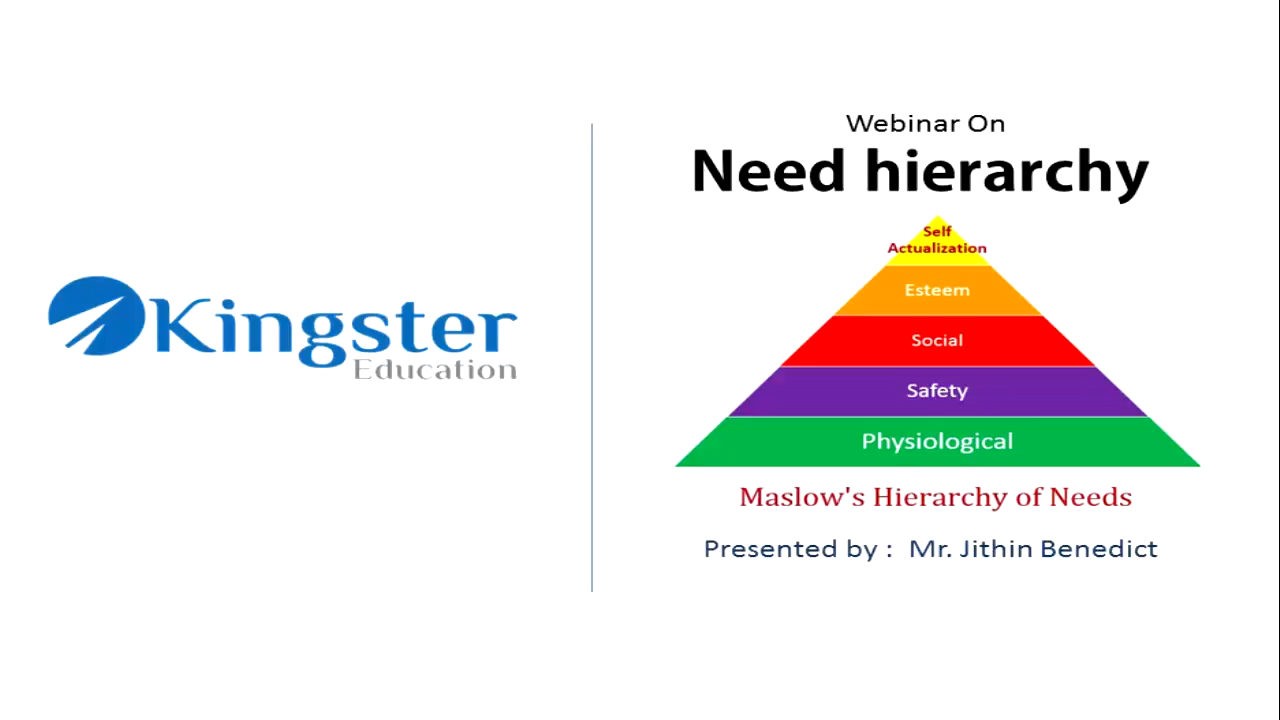 Kingster
Education
Webinar On
Need hierarchy
Self
Actualization
Esteem
Social
Safety
Physiological
Maslow's Hierarchy of Needs
Presented by : Mr. Jithin Benedict